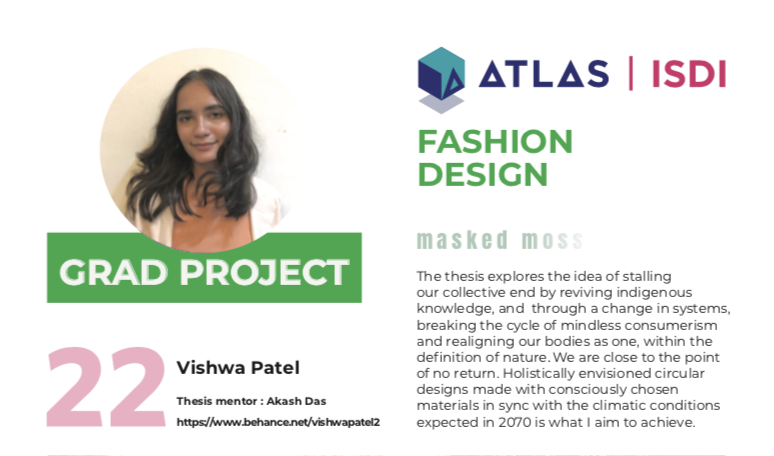 GRAD PROJECT
22
Vishwa Patel
Thesis mentor : Akash Das
https://www.behance.net/vishwapatel2
ATLAS | ISDI
FASHION
DESIGN
masked moss
The thesis explores the idea of stalling
our collective end by reviving indigenous
knowledge, and through a change in systems,
breaking the cycle of mindless consumerism
and realigning our bodies as one, within the
definition of nature. We are close to the point
of no return. Holistically envisioned circular
designs made with consciously chosen
materials in sync with the climatic conditions
expected in 2070 is what I aim to achieve.